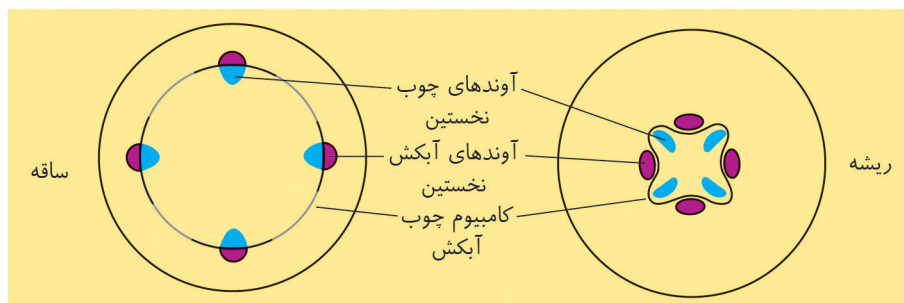 آوندهای چوب
نخستین
آوندهای آبکش
نخستین
کامبیوم چوب
آبکش
ریشه
ساقه